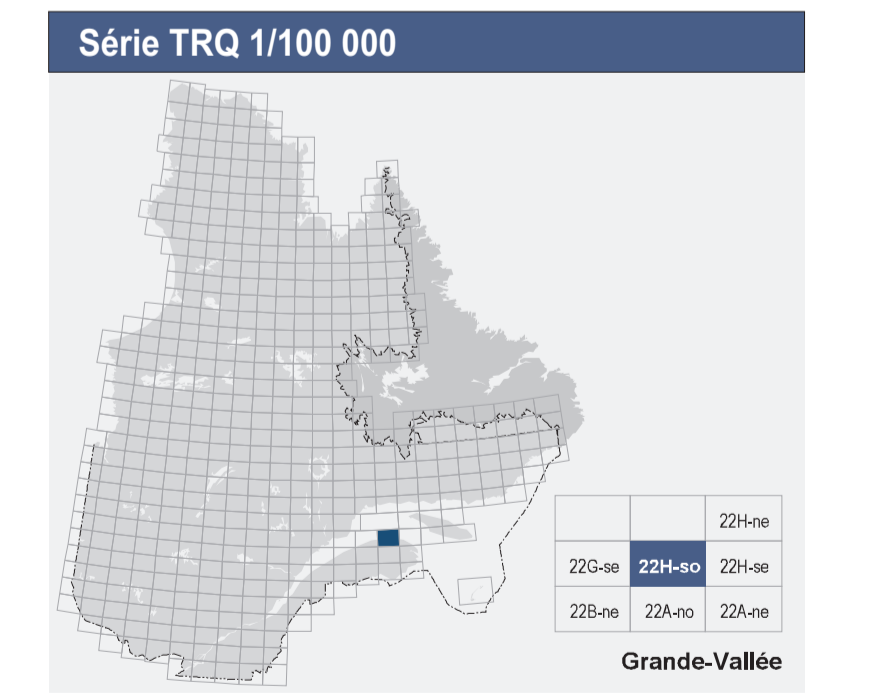 Série TRQ 1/100 000
22H-ne
22G-se 22H-so 22H-se
22B-ne 22A-no 22A-ne
Grande-Vallée